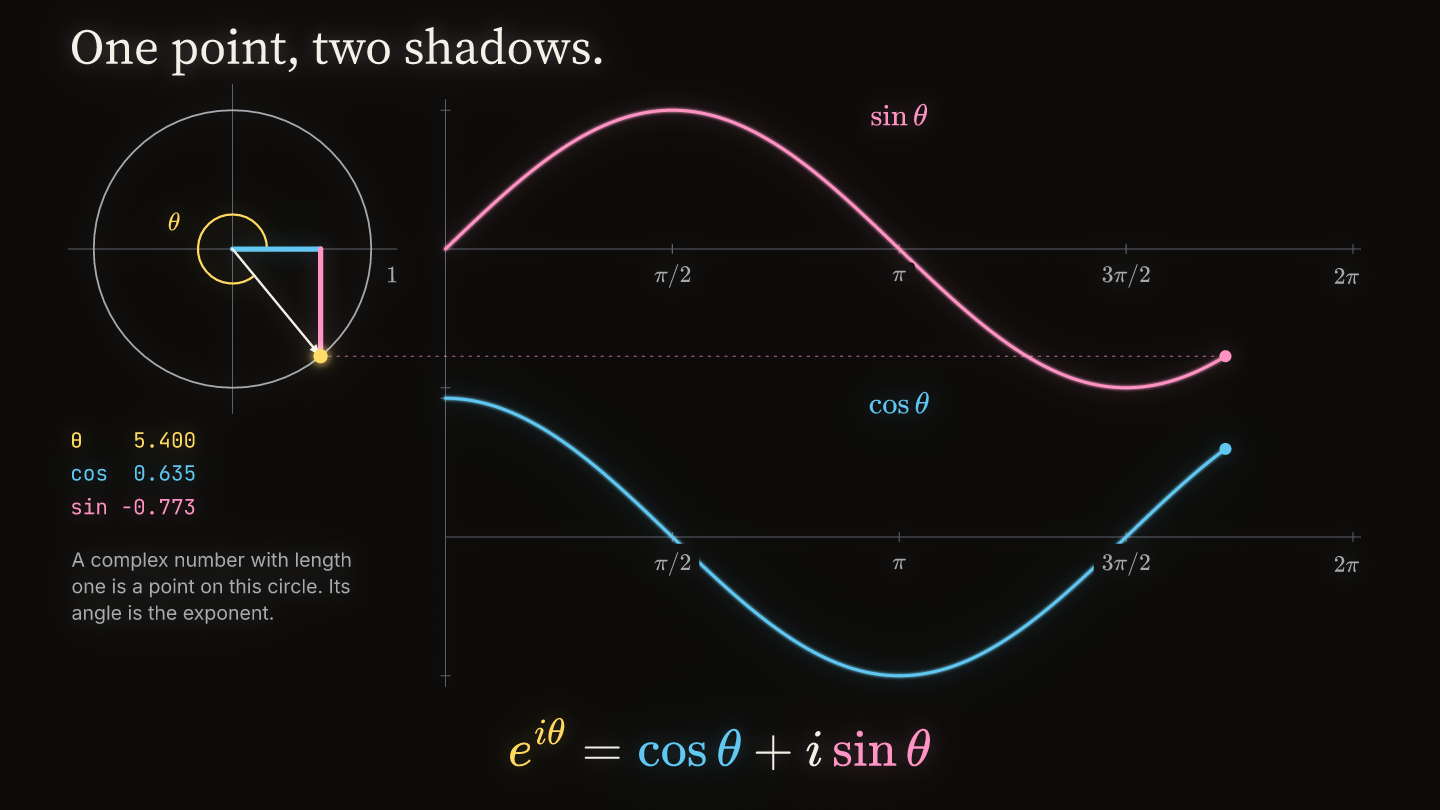 One point, two shadows.
sin θ
θ
1
π/2
π
3π/2
2π
cos θ
θ 5.400
cos 0.635
sin -0.773
π/2
π
3π/2
2π
A complex number with length
one is a point on this circle. Its
angle is the exponent.
e^{iθ} = cos θ + i sin θ